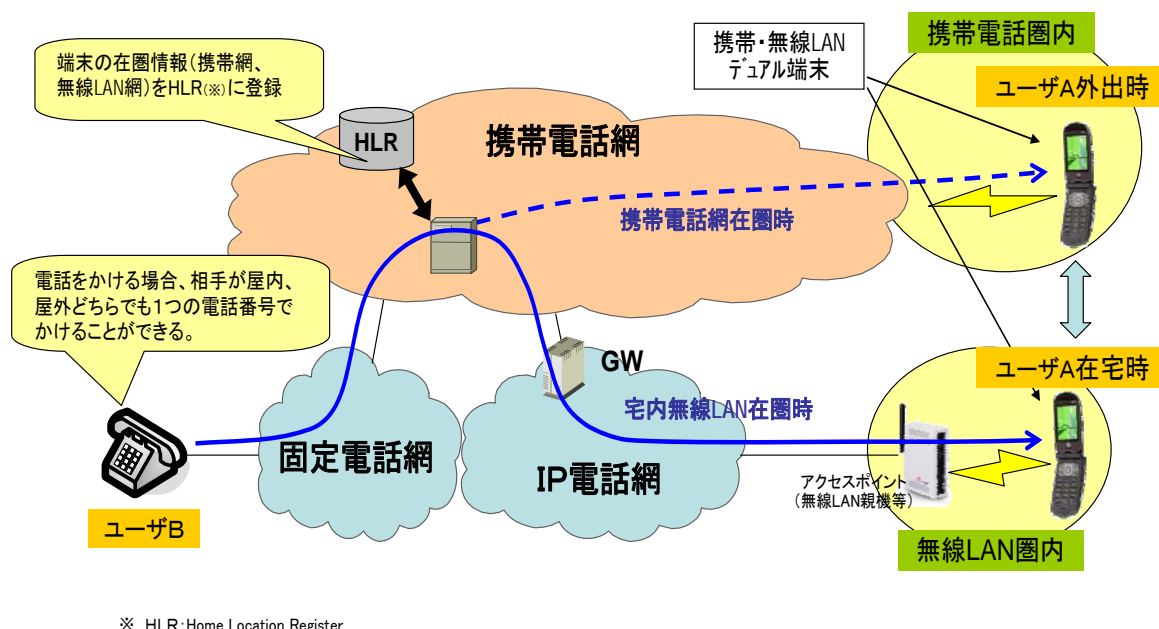 端末の在圏情報(携帯網、
無線LAN網)をHLR(※)に登録
携帯・無線LAN
デュアル端末
携帯電話圏内
ユーザA外出時
HLR
携帯電話網
携帯電話網在圏時
電話をかける場合、相手が屋内、
屋外どちらでも1つの電話番号で
かけることができる。
GW
ユーザA在宅時
宅内無線LAN在圏時
固定電話網
IP電話網
アクセスポイント
(無線LAN親機等)
ユーザB
無線LAN圏内
※ HLR:Home Location Register